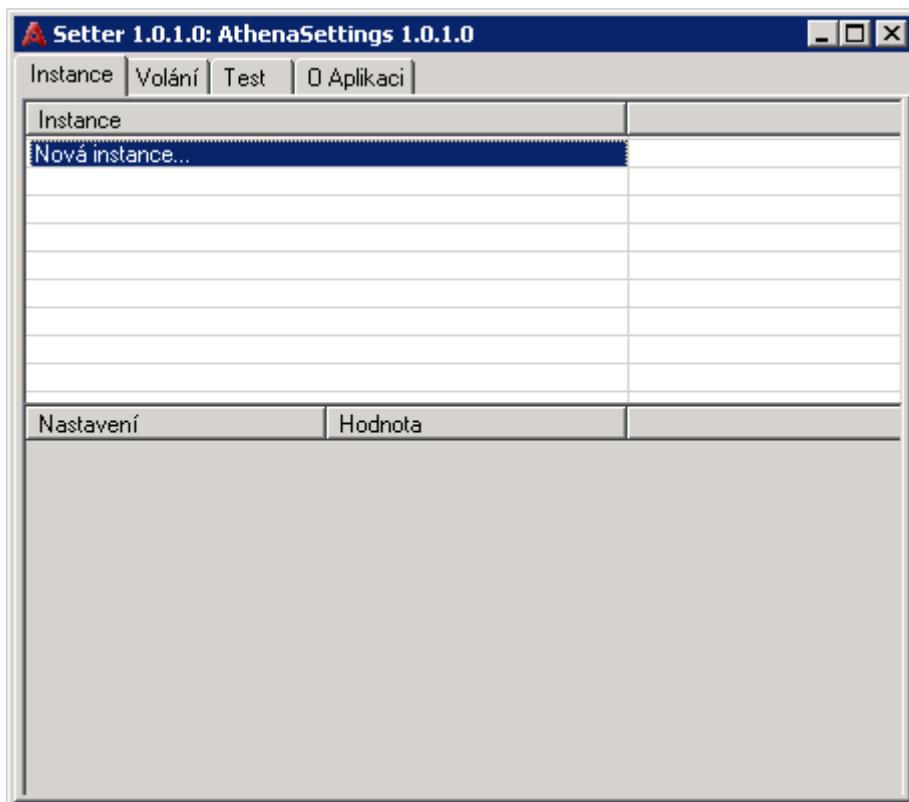 Setter 1.0.1.0: AthenaSettings 1.0.1.0
Instance Volání Test O Aplikaci
Instance
Nová instance...
Nastavení Hodnota